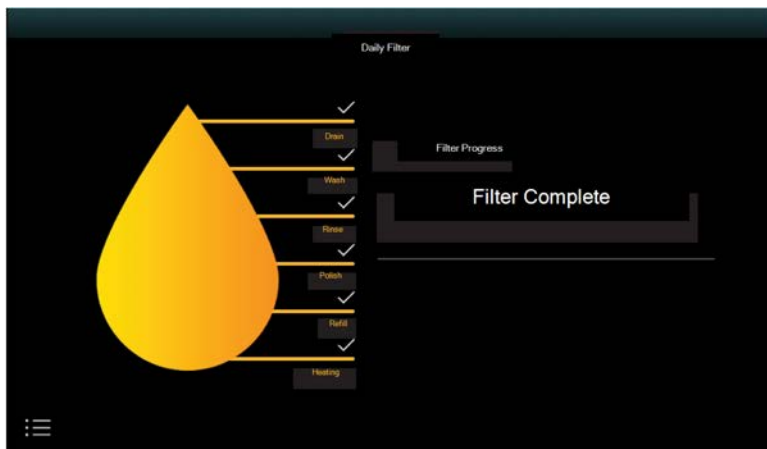 Daily Filter
Drain
Filter Progress
Wash
Filter Complete
Rinse
Polish
Refill
Heating